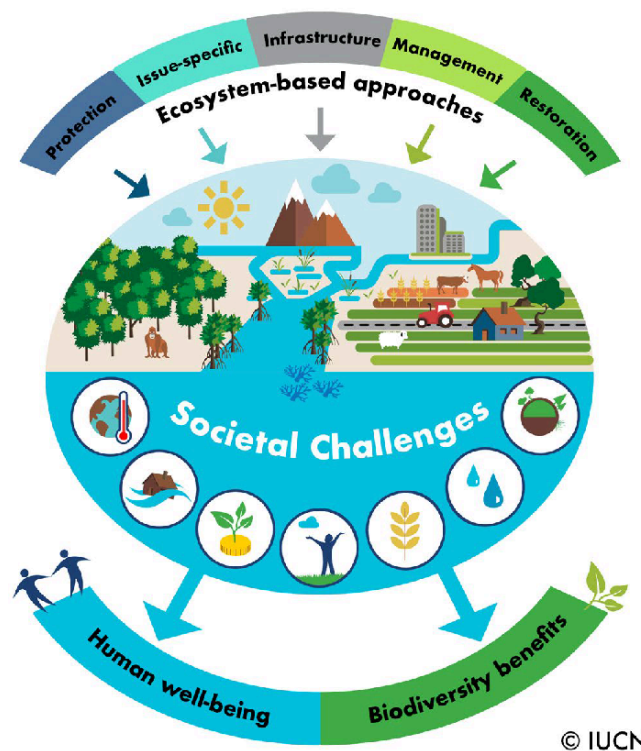 Protection
Issue-specific
Infrastructure
Management
Restoration
Ecosystem-based approaches
Societal Challenges
Human well-being
Biodiversity benefits
© IUCN